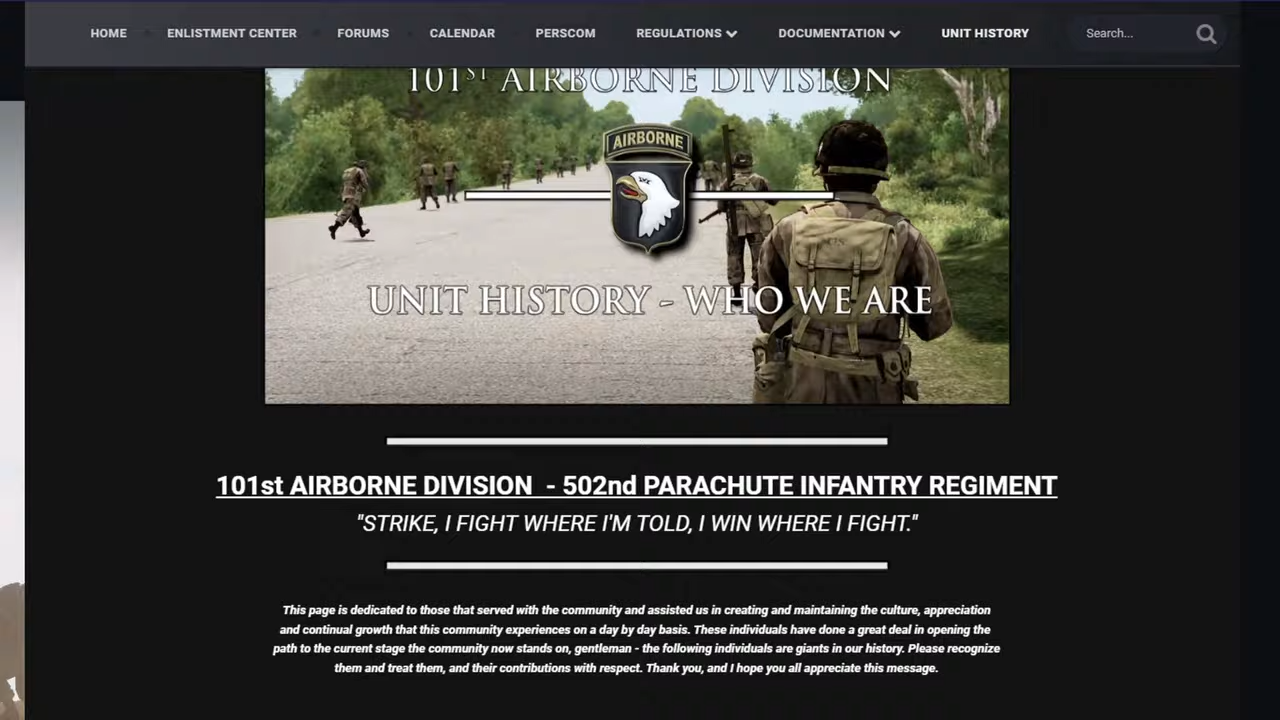 HOME ENLISTMENT CENTER FORUMS CALENDAR PERSCOM REGULATIONS DOCUMENTATION UNIT HISTORY Search...
101ST AIRBORNE DIVISION
AIRBORNE
UNIT HISTORY - WHO WE ARE
101st AIRBORNE DIVISION - 502nd PARACHUTE INFANTRY REGIMENT
"STRIKE, I FIGHT WHERE I'M TOLD, I WIN WHERE I FIGHT."
This page is dedicated to those that served with the community and assisted us in creating and maintaining the culture, appreciation
and continual growth that this community experiences on a day by day basis. These individuals have done a great deal in opening the
path to the current stage the community now stands on, gentleman - the following individuals are giants in our history. Please recognize
them and treat them, and their contributions with respect. Thank you, and I hope you all appreciate this message.